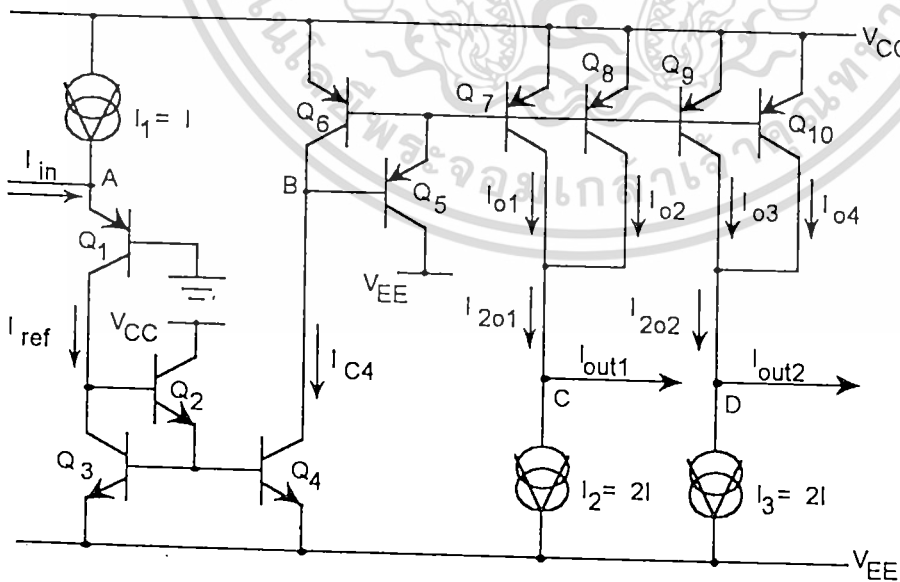 V_CC
Q_6
Q_7
Q_8
Q_9
Q_10
I_1 = I
I_in
A
B
Q_5
Q_1
I_o1
I_o2
I_o3
I_o4
V_EE
V_CC
I_ref
I_C4
I_2o1
I_2o2
I_out1
I_out2
Q_2
C
D
Q_3
Q_4
I_2 = 2I
I_3 = 2I
V_EE